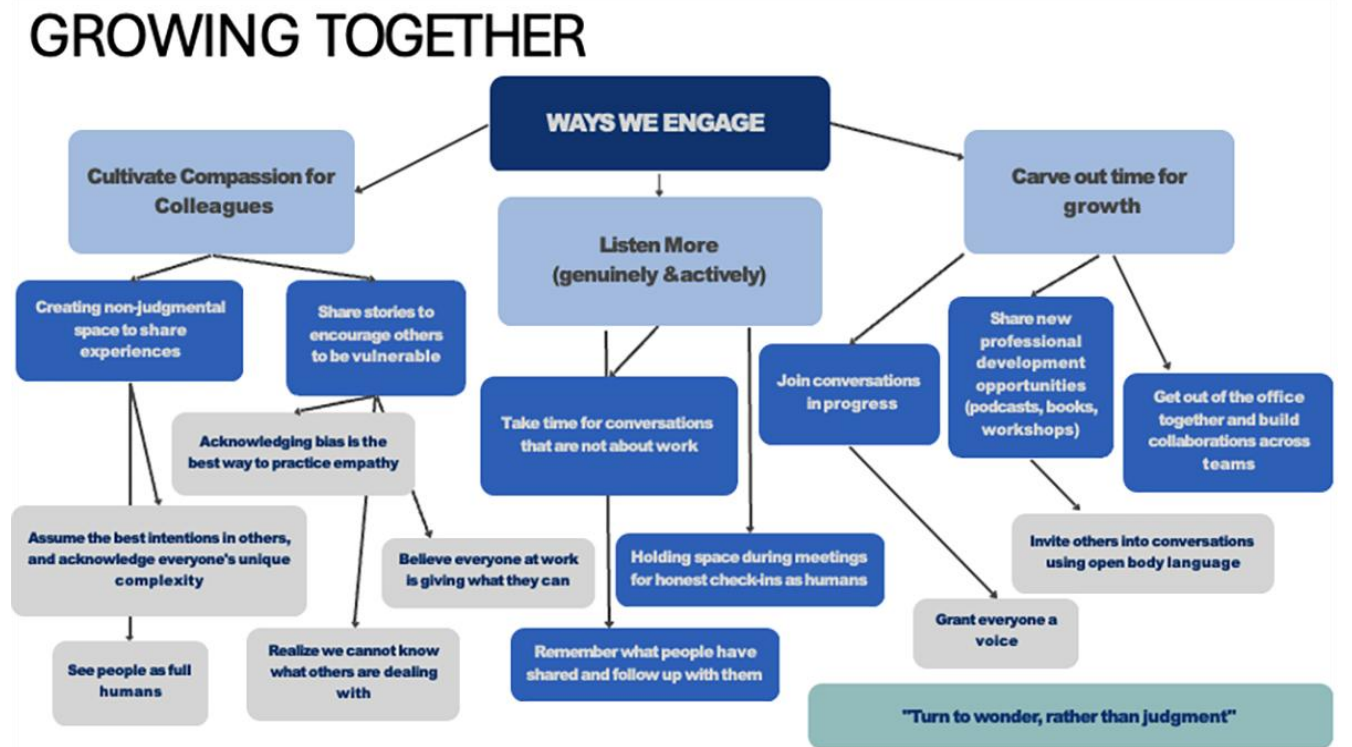 GROWING TOGETHER
WAYS WE ENGAGE
Cultivate Compassion for
Colleagues
Creating non-judgmental
space to share
experiences
Share stories to
encourage others
to be vulnerable
Acknowledging bias is the
best way to practice empathy
Assume the best intentions in others,
and acknowledge everyone's unique
complexity
Believe everyone at work
is giving what they can
See people as full
humans
Realize we cannot know
what others are dealing
with
Listen More
(genuinely & actively)
Take time for conversations
that are not about work
Holding space during meetings
for honest check-ins as humans
Remember what people have
shared and follow up with them
Carve out time for
growth
Join conversations
in progress
Share new
professional
development
opportunities
(podcasts, books,
workshops)
Get out of the office
together and build
collaborations across
teams
Invite others into conversations
using open body language
Grant everyone a
voice
"Turn to wonder, rather than judgment"